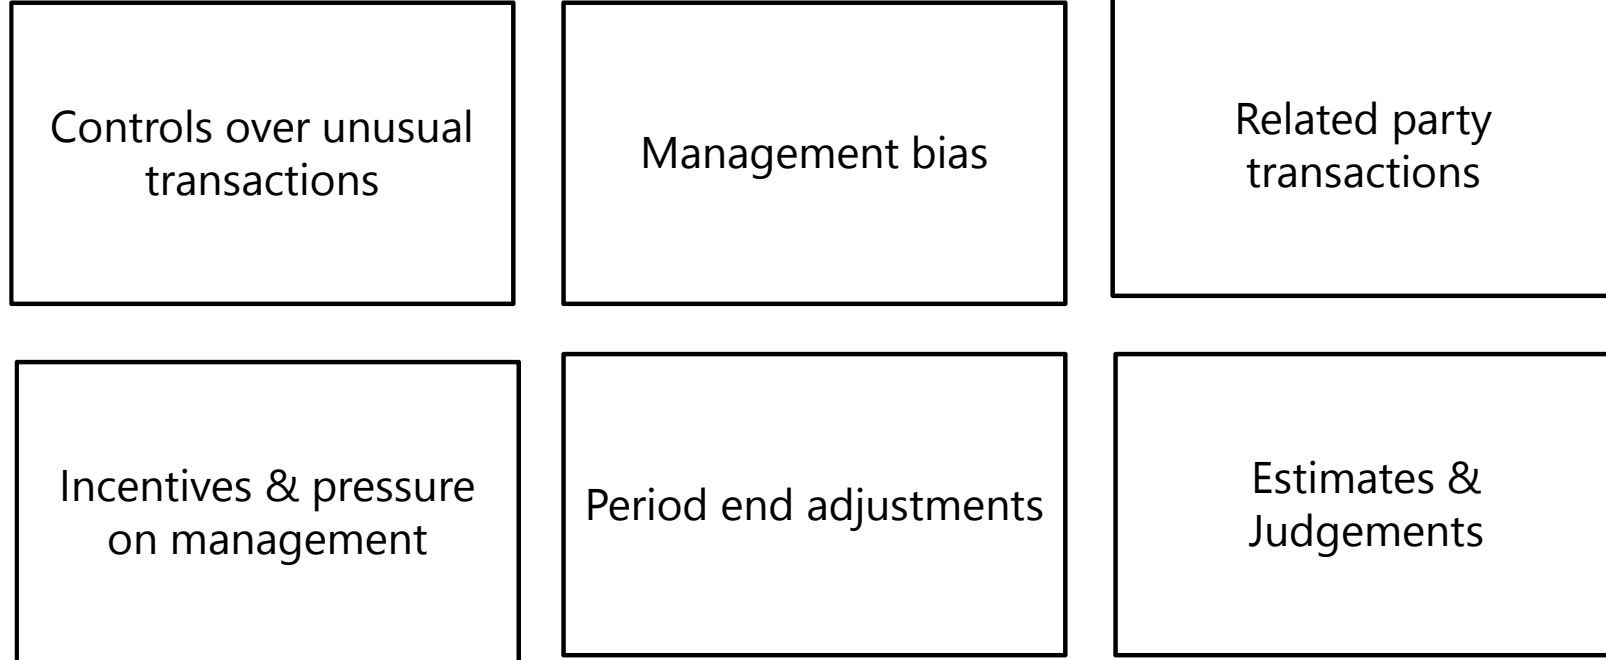 Controls over unusual
transactions
Management bias
Related party
transactions
Incentives & pressure
on management
Period end adjustments
Estimates &
Judgements